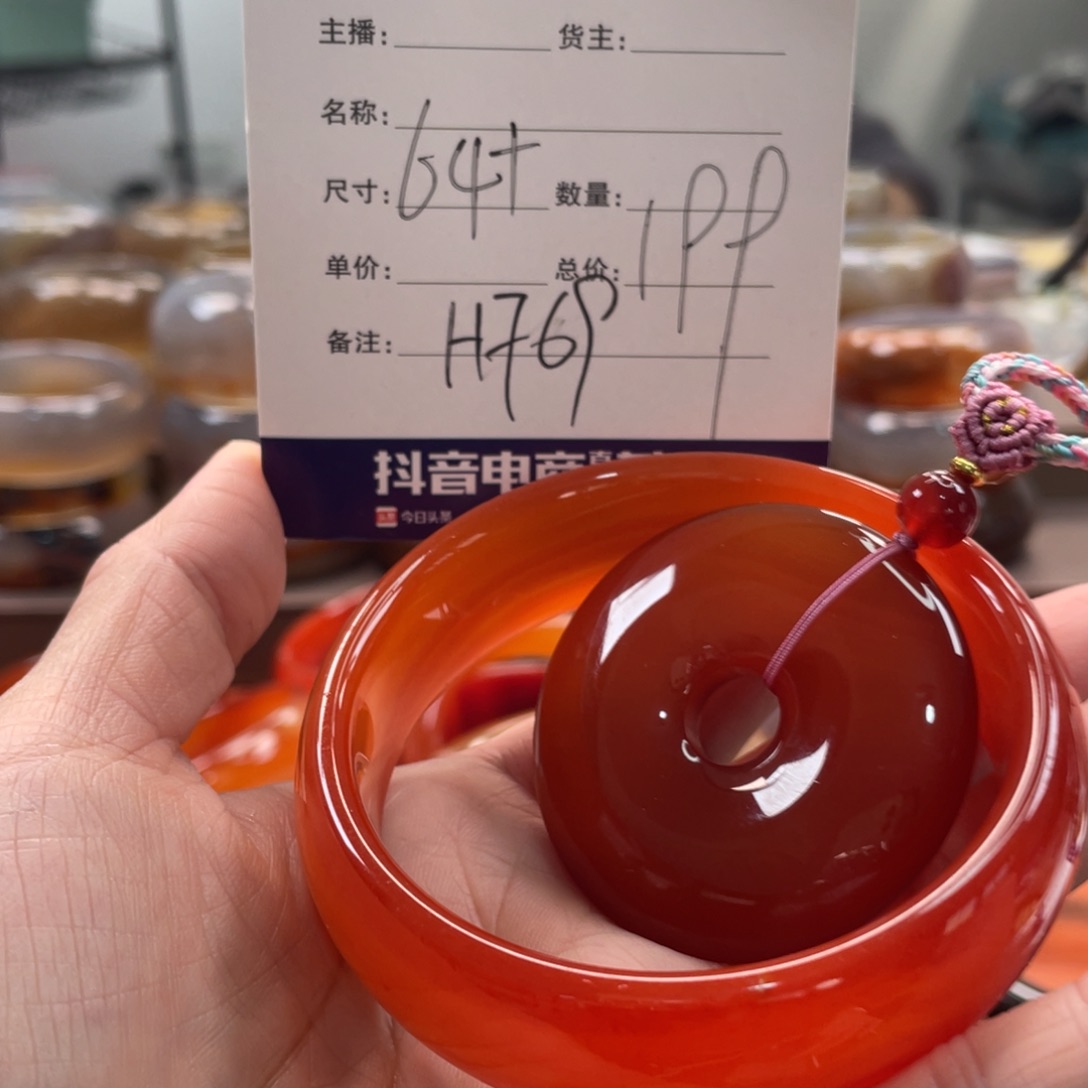 主播: 货主:
名称:
尺寸: 64+ 数量: 199
单价: 总价:
备注: H769
抖音电商
今日头条